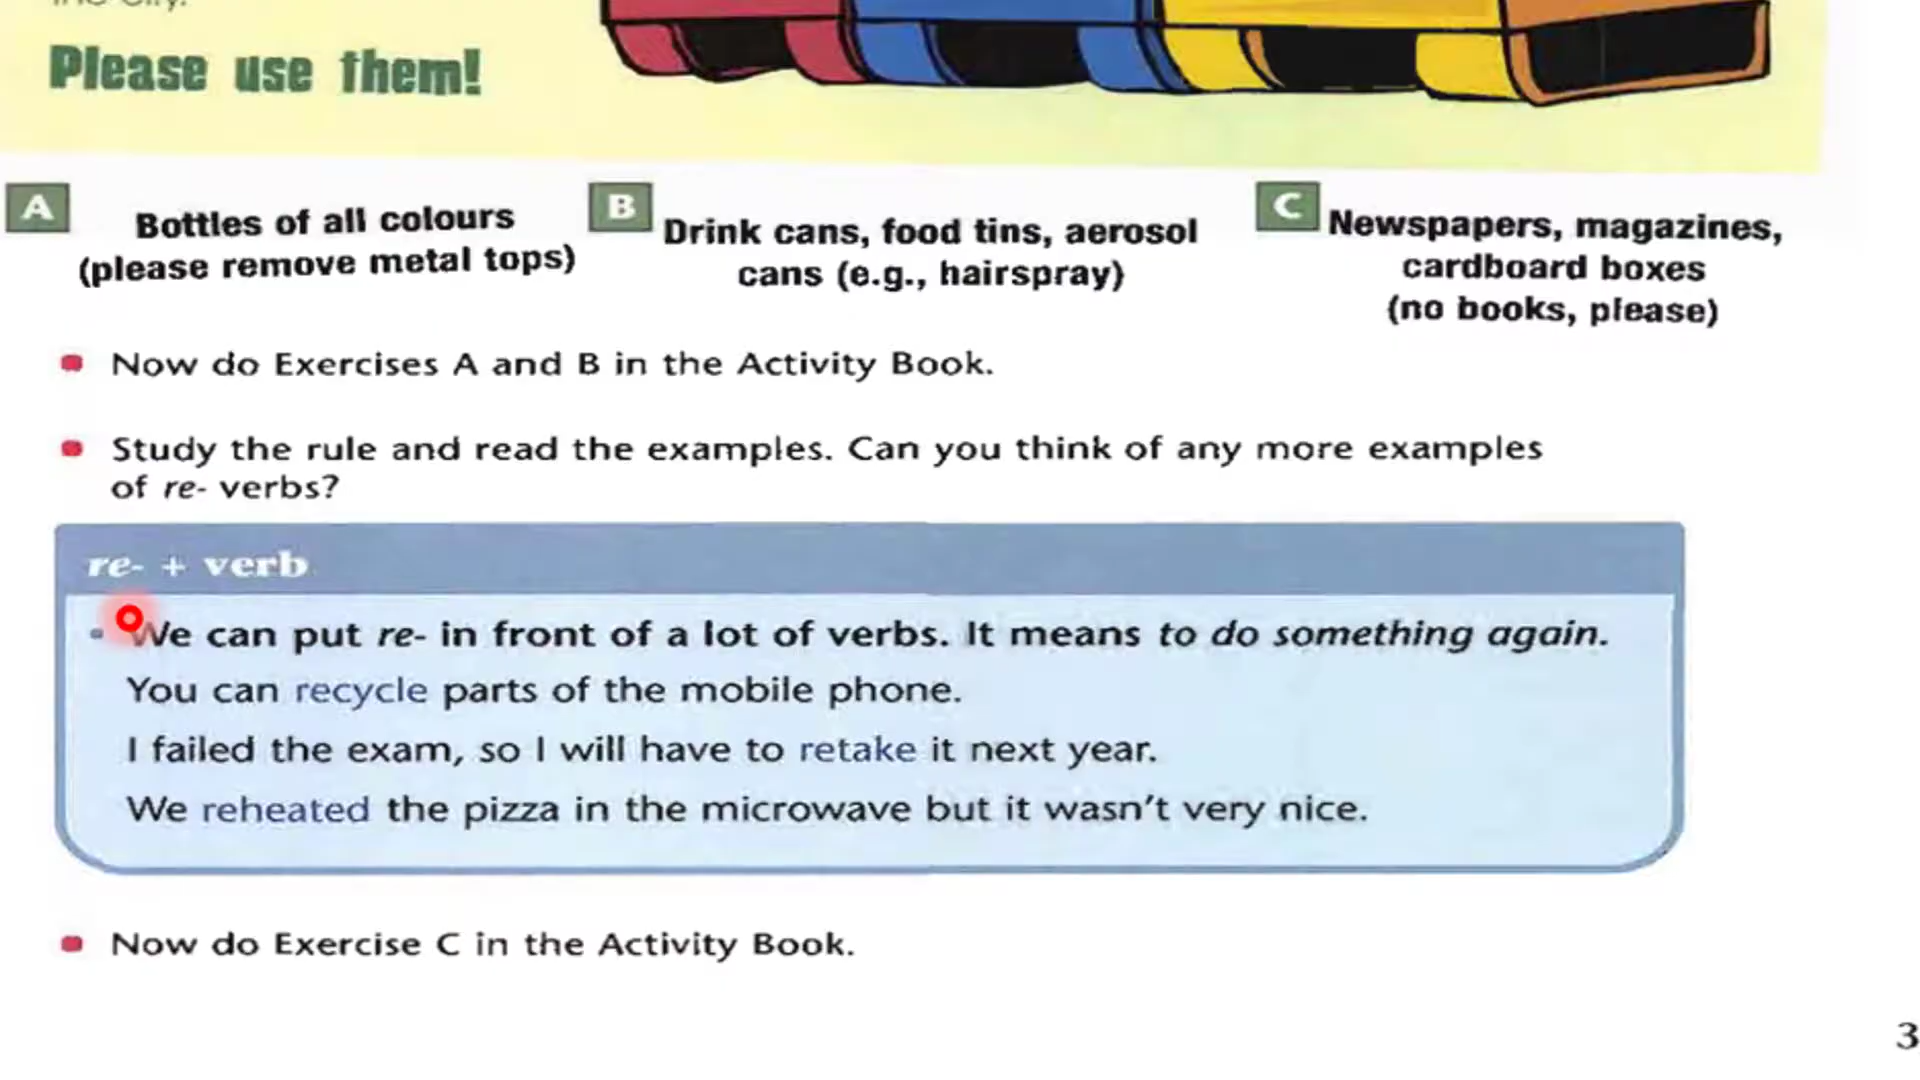 Please use them!
A
Bottles of all colours
(please remove metal tops)
B
Drink cans, food tins, aerosol
cans (e.g., hairspray)
C
Newspapers, magazines,
cardboard boxes
(no books, please)
Now do Exercises A and B in the Activity Book.
Study the rule and read the examples. Can you think of any more examples
of re- verbs?
re- + verb
We can put re- in front of a lot of verbs. It means to do something again.
You can recycle parts of the mobile phone.
I failed the exam, so I will have to retake it next year.
We reheated the pizza in the microwave but it wasn't very nice.
Now do Exercise C in the Activity Book.
3